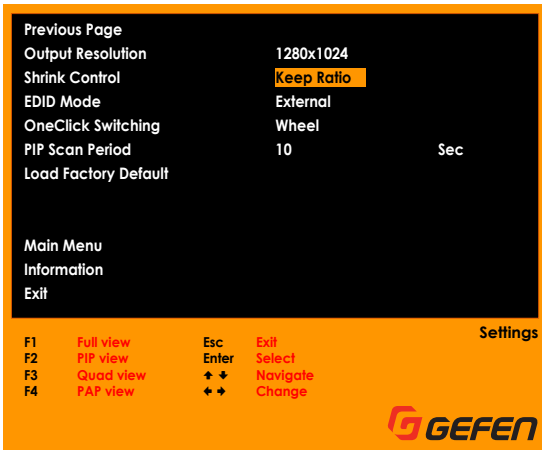 Previous Page
Output Resolution 1280x1024
Shrink Control Keep Ratio
EDID Mode External
OneClick Switching Wheel
PIP Scan Period 10 Sec
Load Factory Default
Main Menu
Information
Exit
Settings
F1 Full view Esc Exit
F2 PIP view Enter Select
F3 Quad view ↑ ↓ Navigate
F4 PAP view ← → Change
GEFEN